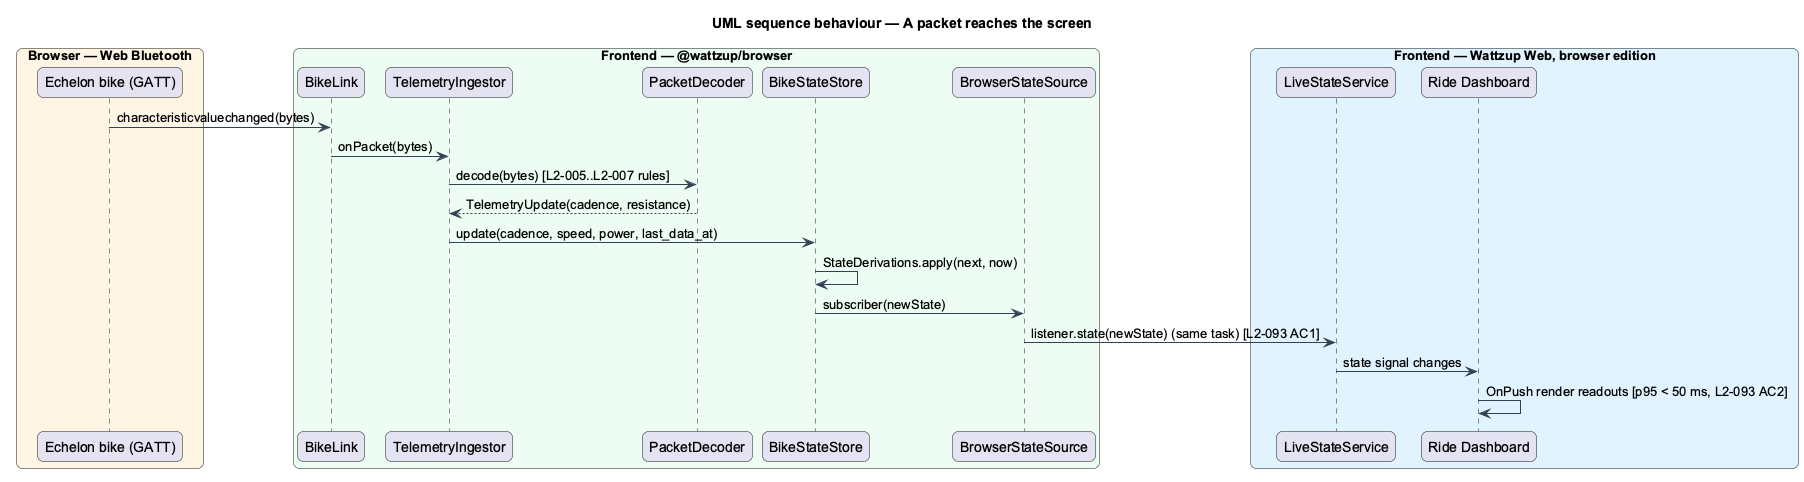 UML sequence behaviour — A packet reaches the screen
Browser — Web Bluetooth
Frontend — @wattzup/browser
Frontend — Wattzup Web, browser edition
Echelon bike (GATT)
BikeLink
TelemetryIngestor
PacketDecoder
BikeStateStore
BrowserStateSource
LiveStateService
Ride Dashboard
characteristicvaluechanged(bytes)
onPacket(bytes)
decode(bytes) [L2-005..L2-007 rules]
TelemetryUpdate(cadence, resistance)
update(cadence, speed, power, last_data_at)
StateDerivations.apply(next, now)
subscriber(newState)
listener.state(newState) (same task) [L2-093 AC1]
state signal changes
OnPush render readouts [p95 < 50 ms, L2-093 AC2]
Echelon bike (GATT)
BikeLink
TelemetryIngestor
PacketDecoder
BikeStateStore
BrowserStateSource
LiveStateService
Ride Dashboard